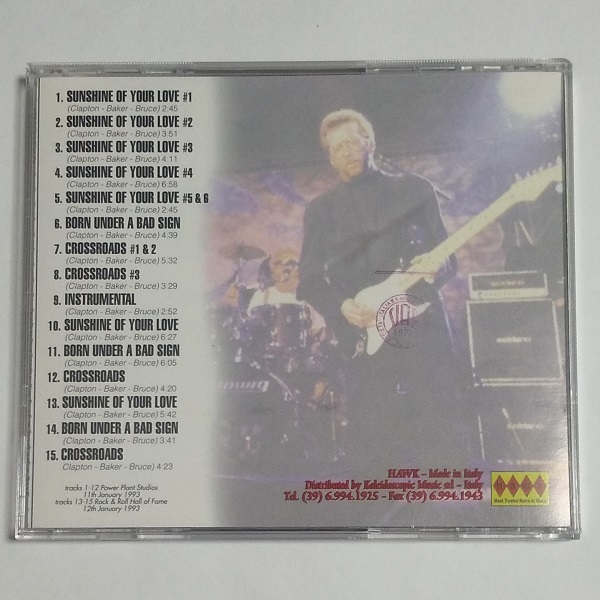 1. SUNSHINE OF YOUR LOVE #1
(Clapton - Baker - Bruce) 2:45
2. SUNSHINE OF YOUR LOVE #2
(Clapton - Baker - Bruce) 3:51
3. SUNSHINE OF YOUR LOVE #3
(Clapton - Baker - Bruce) 4:11
4. SUNSHINE OF YOUR LOVE #4
(Clapton - Baker - Bruce) 6:58
5. SUNSHINE OF YOUR LOVE #5 & 6
(Clapton - Baker - Bruce) 2:45
6. BORN UNDER A BAD SIGN
(Clapton - Baker - Bruce) 4:39
7. CROSSROADS #1 & 2
(Clapton - Baker - Bruce) 5:32
8. CROSSROADS #3
(Clapton - Baker - Bruce) 3:29
9. INSTRUMENTAL
(Clapton - Baker - Bruce) 2:52
10. SUNSHINE OF YOUR LOVE
(Clapton - Baker - Bruce) 6:27
11. BORN UNDER A BAD SIGN
(Clapton - Baker - Bruce) 6:05
12. CROSSROADS
(Clapton - Baker - Bruce) 4:20
13. SUNSHINE OF YOUR LOVE
(Clapton - Baker - Bruce) 5:42
14. BORN UNDER A BAD SIGN
(Clapton - Baker - Bruce) 3:41
15. CROSSROADS
Clapton - Baker - Bruce) 4:23
tracks 1-12 Power Plant Studios
11th January 1993
tracks 13-15 Rock & Roll Hall of Fame
12th January 1993
HAWK - Made in Italy
Distributed by Kaleidoscopic Music srl - Italy
Tel. (39) 6.994.1925 - Fax (39) 6.994.1943